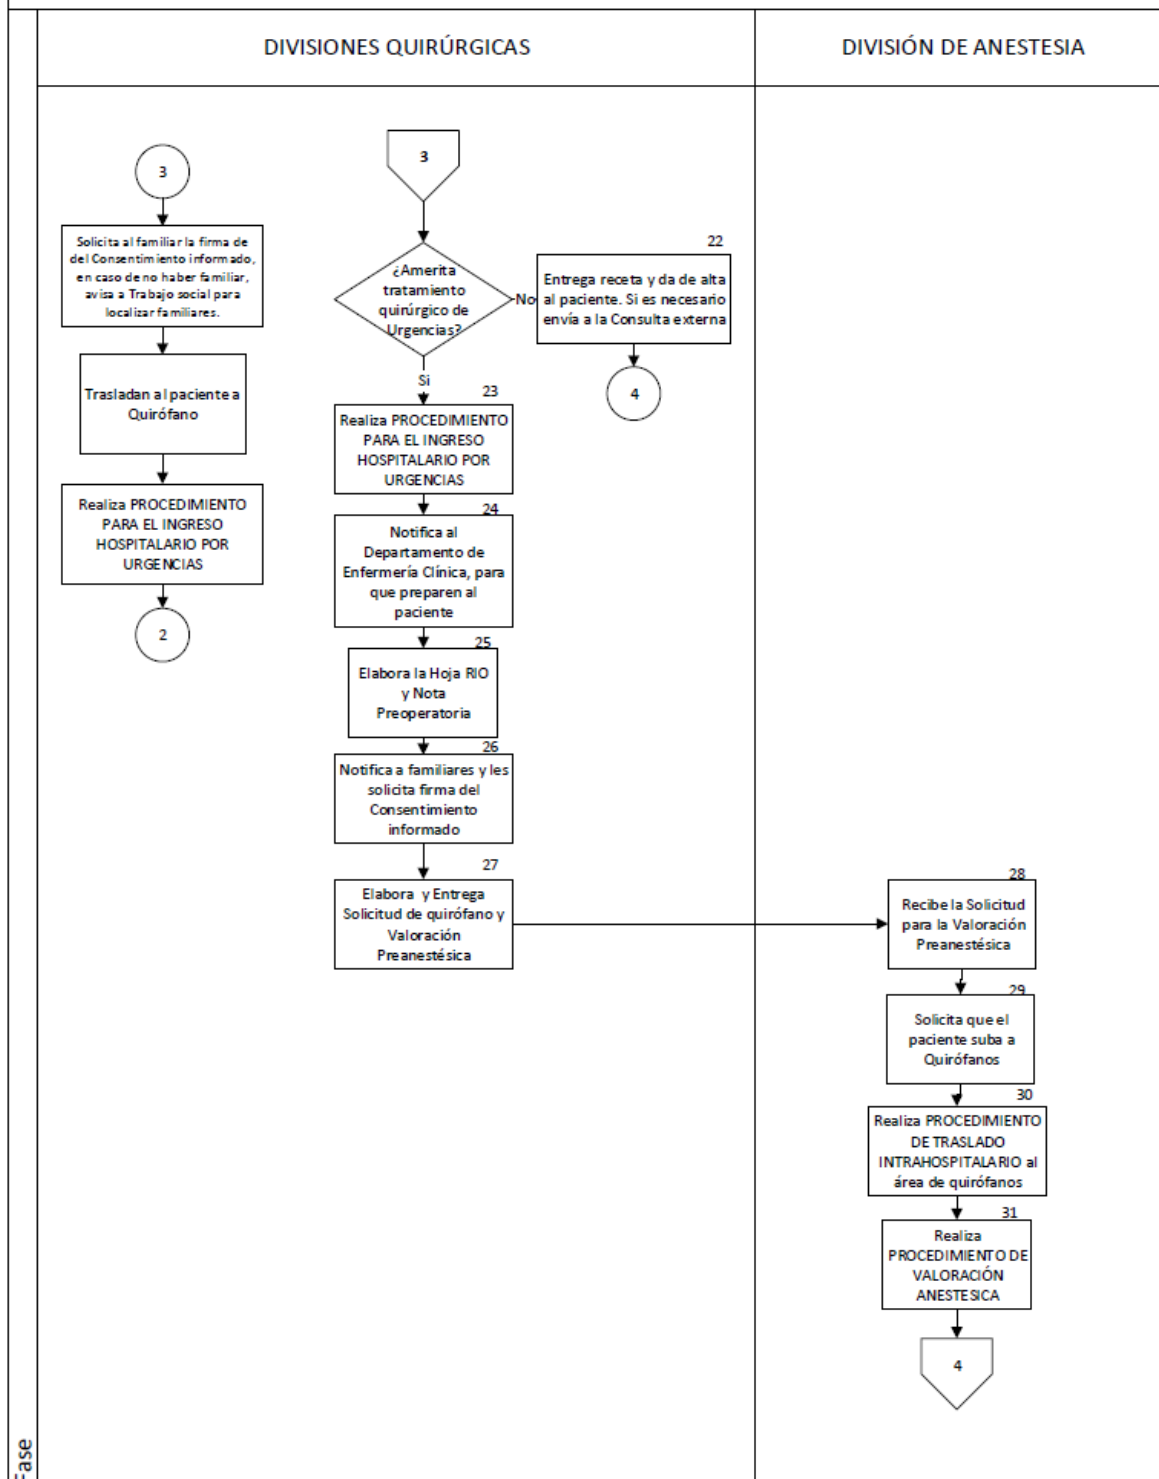 DIVISIONES QUIRÚRGICAS
DIVISIÓN DE ANESTESIA
3
Solicita al familiar la firma de
del Consentimiento informado,
en caso de no haber familiar,
avisa a Trabajo social para
localizar familiares.
Trasladan al paciente a
Quirófano
Realiza PROCEDIMIENTO
PARA EL INGRESO
HOSPITALARIO POR
URGENCIAS
2
3
¿Amerita
tratamiento
quirúrgico de
Urgencias?
No
22
Entrega receta y da de alta
al paciente. Si es necesario
envía a la Consulta externa
4
Si
23
Realiza PROCEDIMIENTO
PARA EL INGRESO
HOSPITALARIO POR
URGENCIAS
24
Notifica al
Departamento de
Enfermería Clínica, para
que preparen al
paciente
25
Elabora la Hoja RIO
y Nota
Preoperatoria
26
Notifica a familiares y les
solicita firma del
Consentimiento
informado
27
Elabora y Entrega
Solicitud de quirófano y
Valoración
Preanestésica
28
Recibe la Solicitud
para la Valoración
Preanestésica
29
Solicita que el
paciente suba a
Quirófanos
30
Realiza PROCEDIMIENTO
DE TRASLADO
INTRAHOSPITALARIO al
área de quirófanos
31
Realiza
PROCEDIMIENTO DE
VALORACIÓN
ANESTESICA
4
Fase